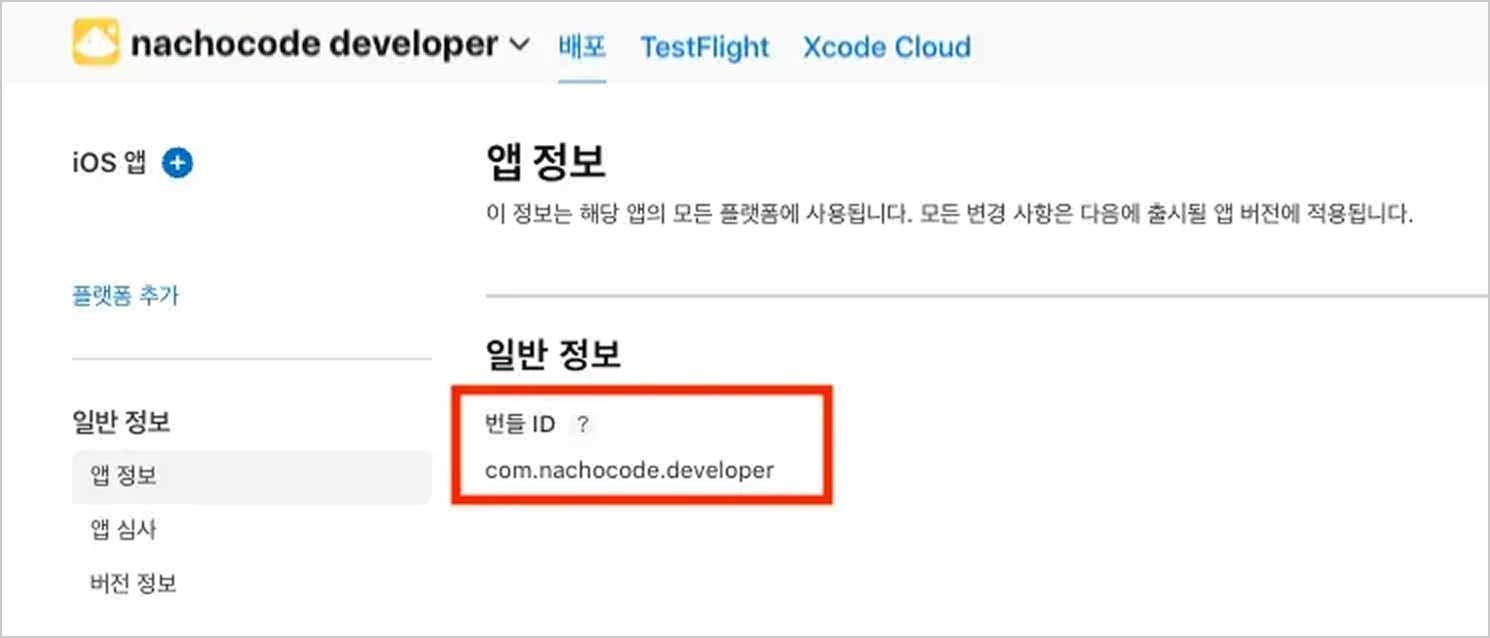 nachocode developer 배포 TestFlight Xcode Cloud
iOS 앱
플랫폼 추가
일반 정보
앱 정보
앱 심사
버전 정보
앱 정보
이 정보는 해당 앱의 모든 플랫폼에 사용됩니다. 모든 변경 사항은 다음에 출시될 앱 버전에 적용됩니다.
일반 정보
번들 ID ?
com.nachocode.developer